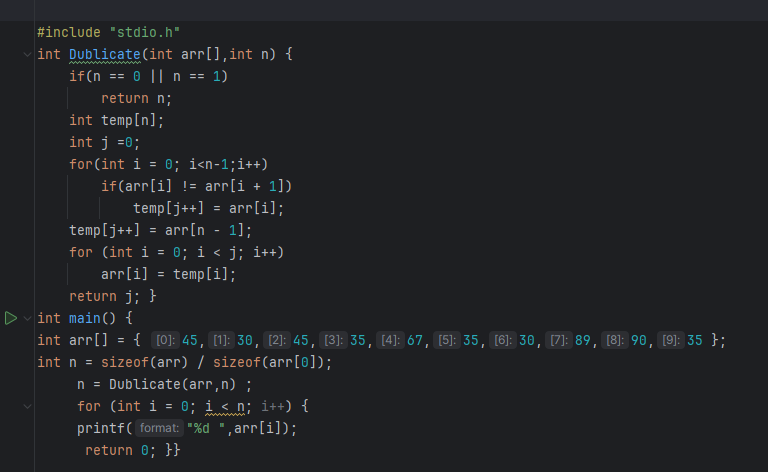 #include "stdio.h"
int Dublicate(int arr[],int n) {
if(n == 0 || n == 1)
return n;
int temp[n];
int j =0;
for(int i = 0; i<n-1;i++)
if(arr[i] != arr[i + 1])
temp[j++] = arr[i];
temp[j++] = arr[n - 1];
for (int i = 0; i < j; i++)
arr[i] = temp[i];
return j; }
int main() {
int arr[] = { [0]: 45, [1]: 30, [2]: 45, [3]: 35, [4]: 67, [5]: 35, [6]: 30, [7]: 89, [8]: 90, [9]: 35 };
int n = sizeof(arr) / sizeof(arr[0]);
n = Dublicate(arr,n) ;
for (int i = 0; i < n; i++) {
printf( format: "%d ",arr[i]);
return 0; }}